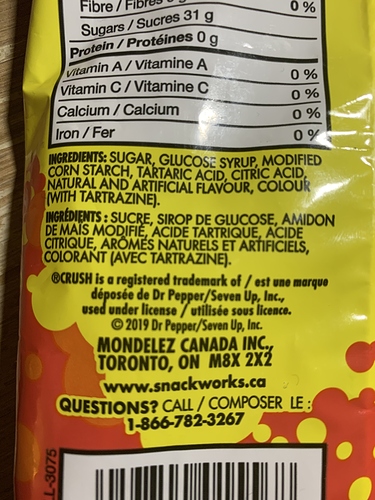 Fibre / Fibres 0 g 0 %
Sugars / Sucres 31 g
Protein / Protéines 0 g
Vitamin A / Vitamine A 0 %
Vitamin C / Vitamine C 0 %
Calcium / Calcium 0 %
Iron / Fer 0 %
INGREDIENTS: SUGAR, GLUCOSE SYRUP, MODIFIED
CORN STARCH, TARTARIC ACID, CITRIC ACID,
NATURAL AND ARTIFICIAL FLAVOUR, COLOUR
(WITH TARTRAZINE).
INGRÉDIENTS : SUCRE, SIROP DE GLUCOSE, AMIDON
DE MAÏS MODIFIÉ, ACIDE TARTRIQUE, ACIDE
CITRIQUE, ARÔMES NATURELS ET ARTIFICIELS,
COLORANT (AVEC TARTRAZINE).
®CRUSH is a registered trademark of / est une marque
déposée de Dr Pepper/Seven Up, Inc.,
used under license / utilisée sous licence.
© 2019 Dr Pepper/Seven Up, Inc.
MONDELEZ CANADA INC.,
TORONTO, ON M8X 2X2
www.snackworks.ca
QUESTIONS? CALL / COMPOSER LE :
1-866-782-3267
L-3075